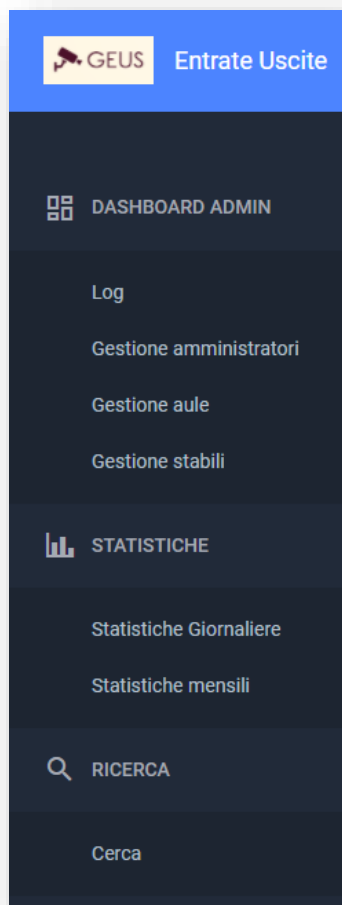 GEUS Entrate Uscite
DASHBOARD ADMIN
Log
Gestione amministratori
Gestione aule
Gestione stabili
STATISTICHE
Statistiche Giornaliere
Statistiche mensili
RICERCA
Cerca